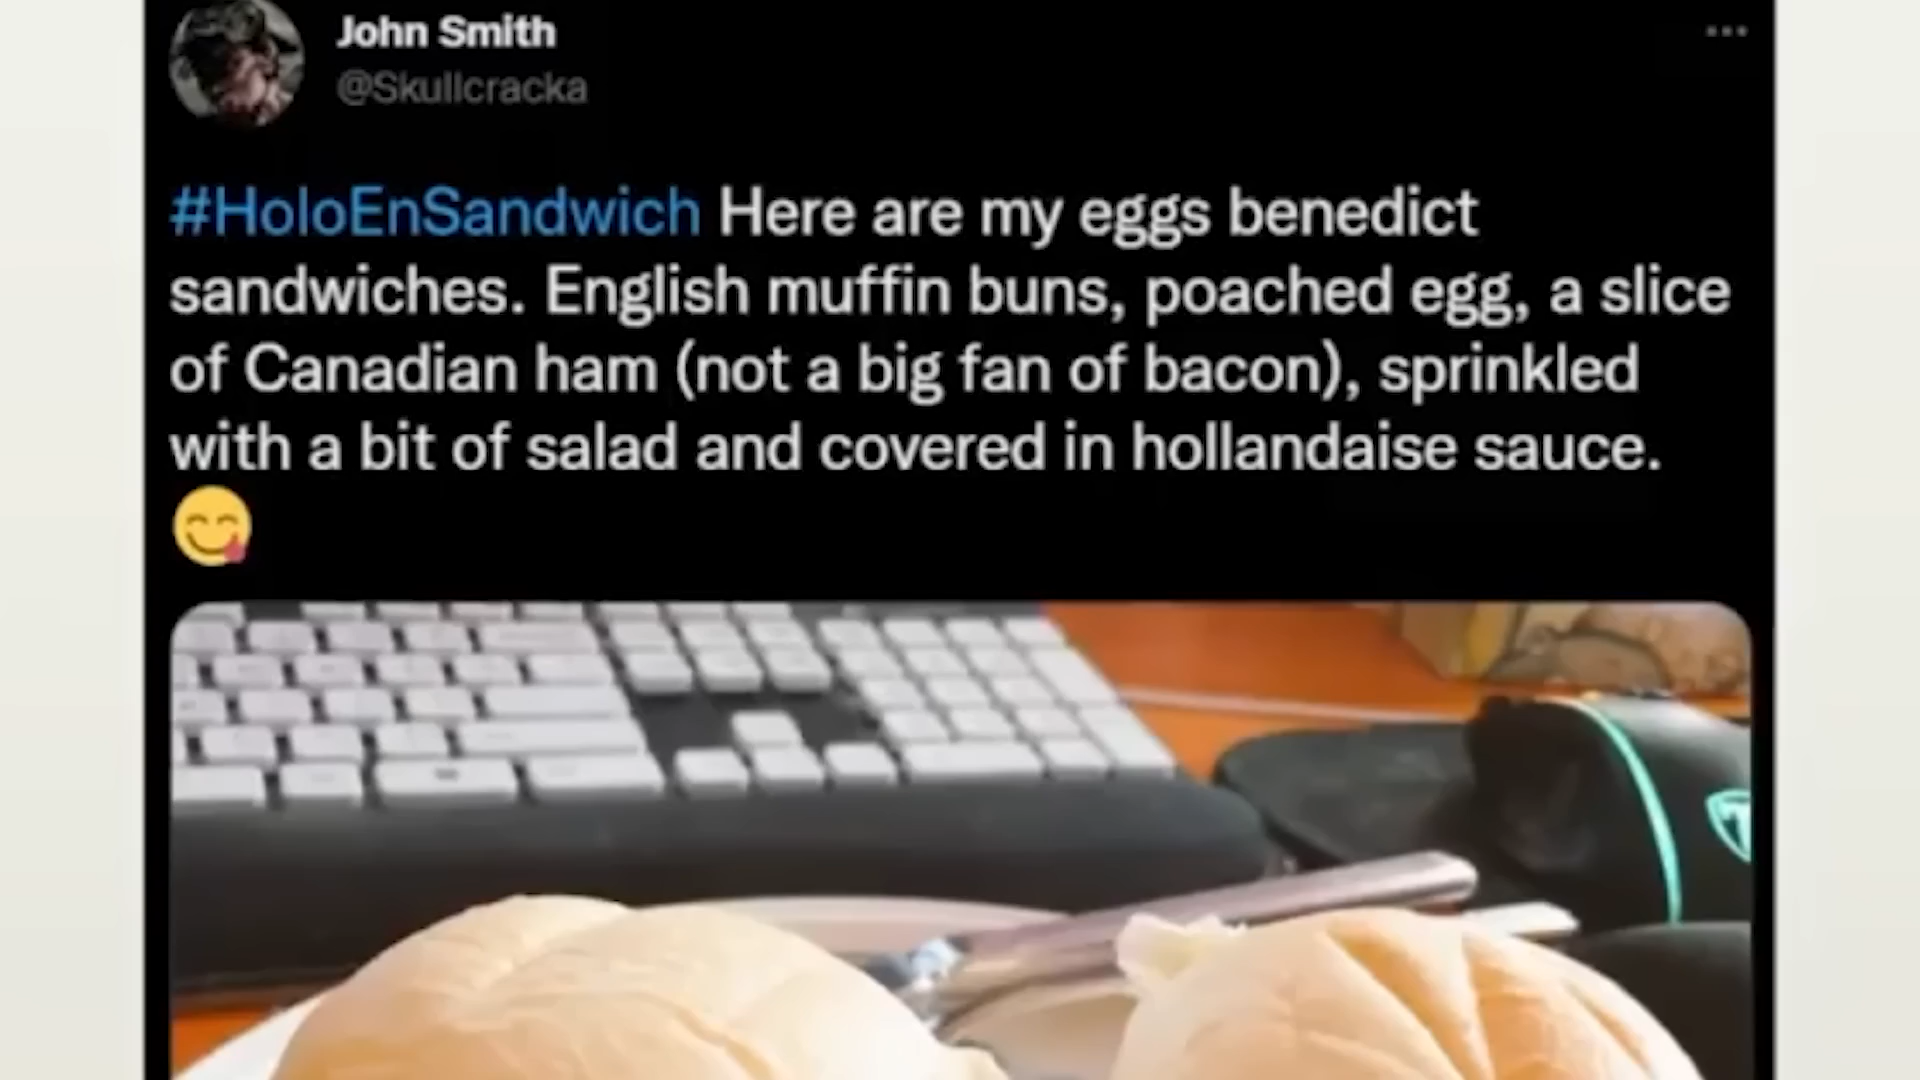 John Smith
@Skullcracka
#HoloEnSandwich Here are my eggs benedict
sandwiches. English muffin buns, poached egg, a slice
of Canadian ham (not a big fan of bacon), sprinkled
with a bit of salad and covered in hollandaise sauce.
😋